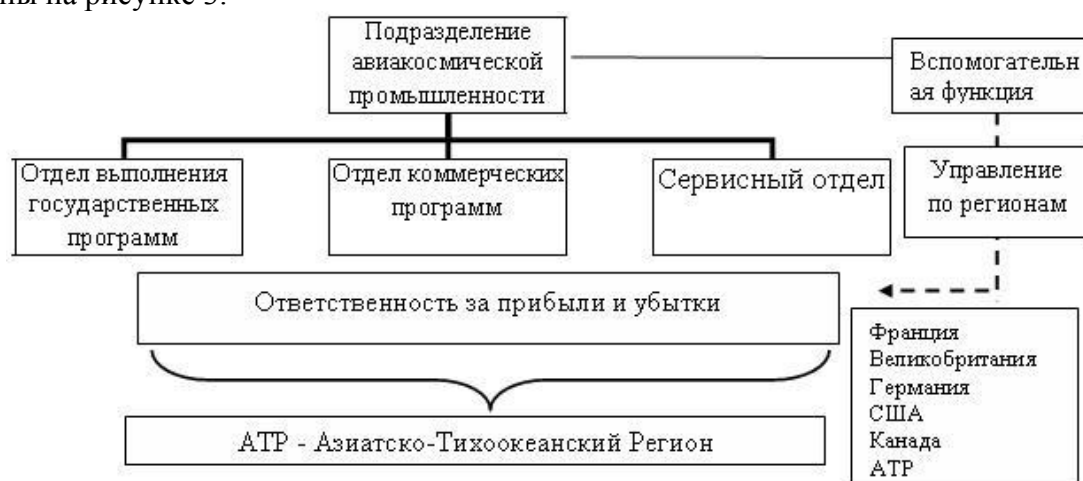 ны на рисунке 3.
Подразделение
авиакосмической
промышленности
Вспомогательн
ая функция
Отдел выполнения
государственных
программ
Отдел коммерческих
программ
Сервисный отдел
Управление
по регионам
Ответственность за прибыли и убытки
Франция
Великобритания
Германия
США
Канада
АТР
АТР - Азиатско-Тихоокеанский Регион